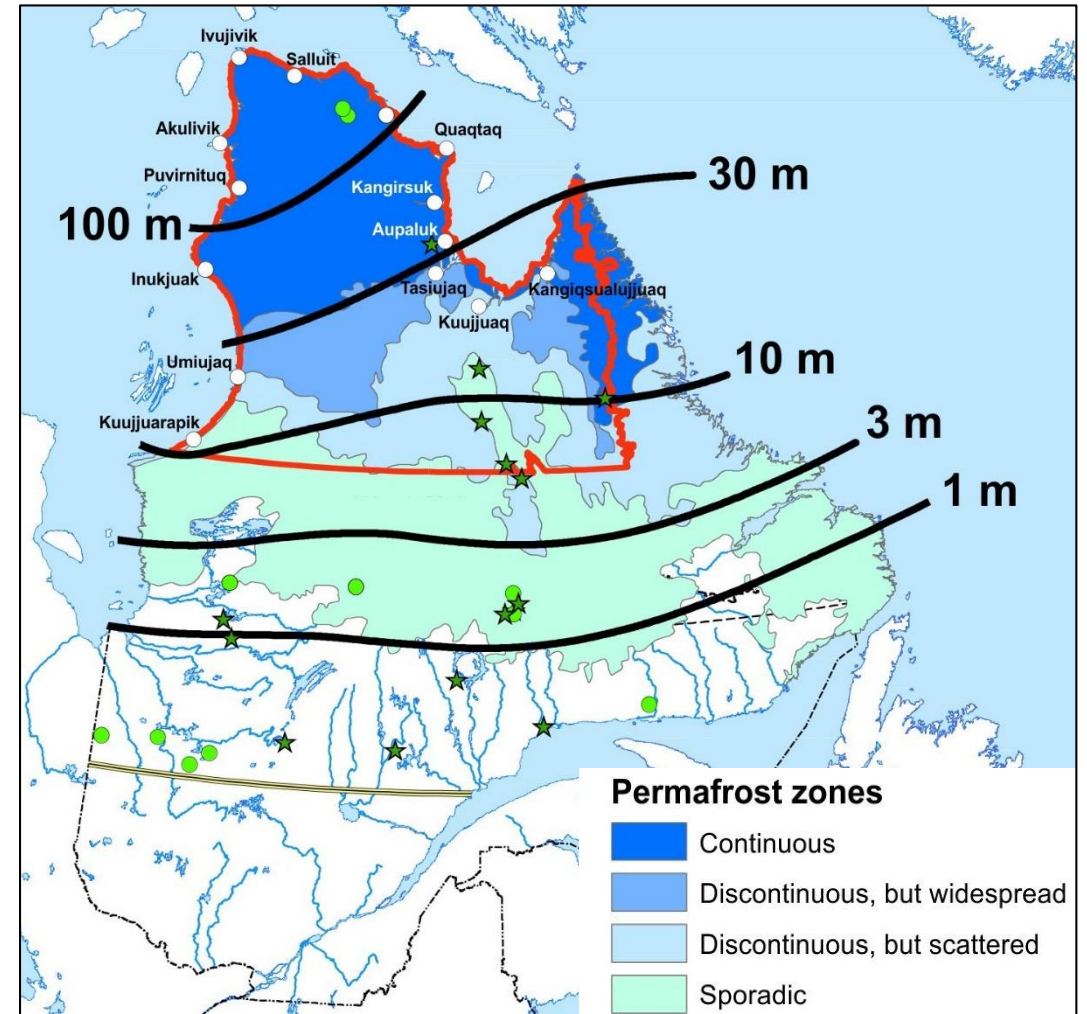 Ivujivik
Salluit
Akulivik
Quaqtaq
Puvirnituq
Kangirsuk
30 m
100 m
Aupaluk
Inukjuak
Tasiujaq
Kangiqsualujjuaq
Kuujjuaq
Umiujaq
10 m
Kuujjuarapik
3 m
1 m
Permafrost zones
Continuous
Discontinuous, but widespread
Discontinuous, but scattered
Sporadic